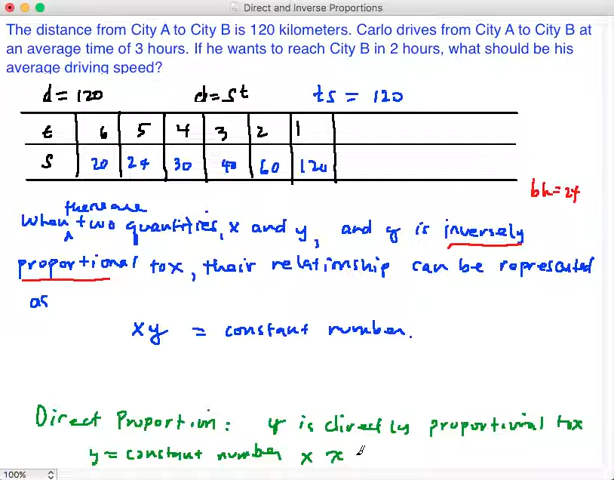 Direct and Inverse Proportions
The distance from City A to City B is 120 kilometers. Carlo drives from City A to City B at
an average time of 3 hours. If he wants to reach City B in 2 hours, what should be his
average driving speed?
d = 120 d = st ts = 120
t 6 5 4 3 2 1
s 20 24 30 40 60 120
bh = 24
there are
When ^ two quantities, x and y, and y is inversely
proportional to x, their relationship can be represented
as
xy = constant number.
Direct Proportion: y is directly proportional to x
y = constant number x x
100%